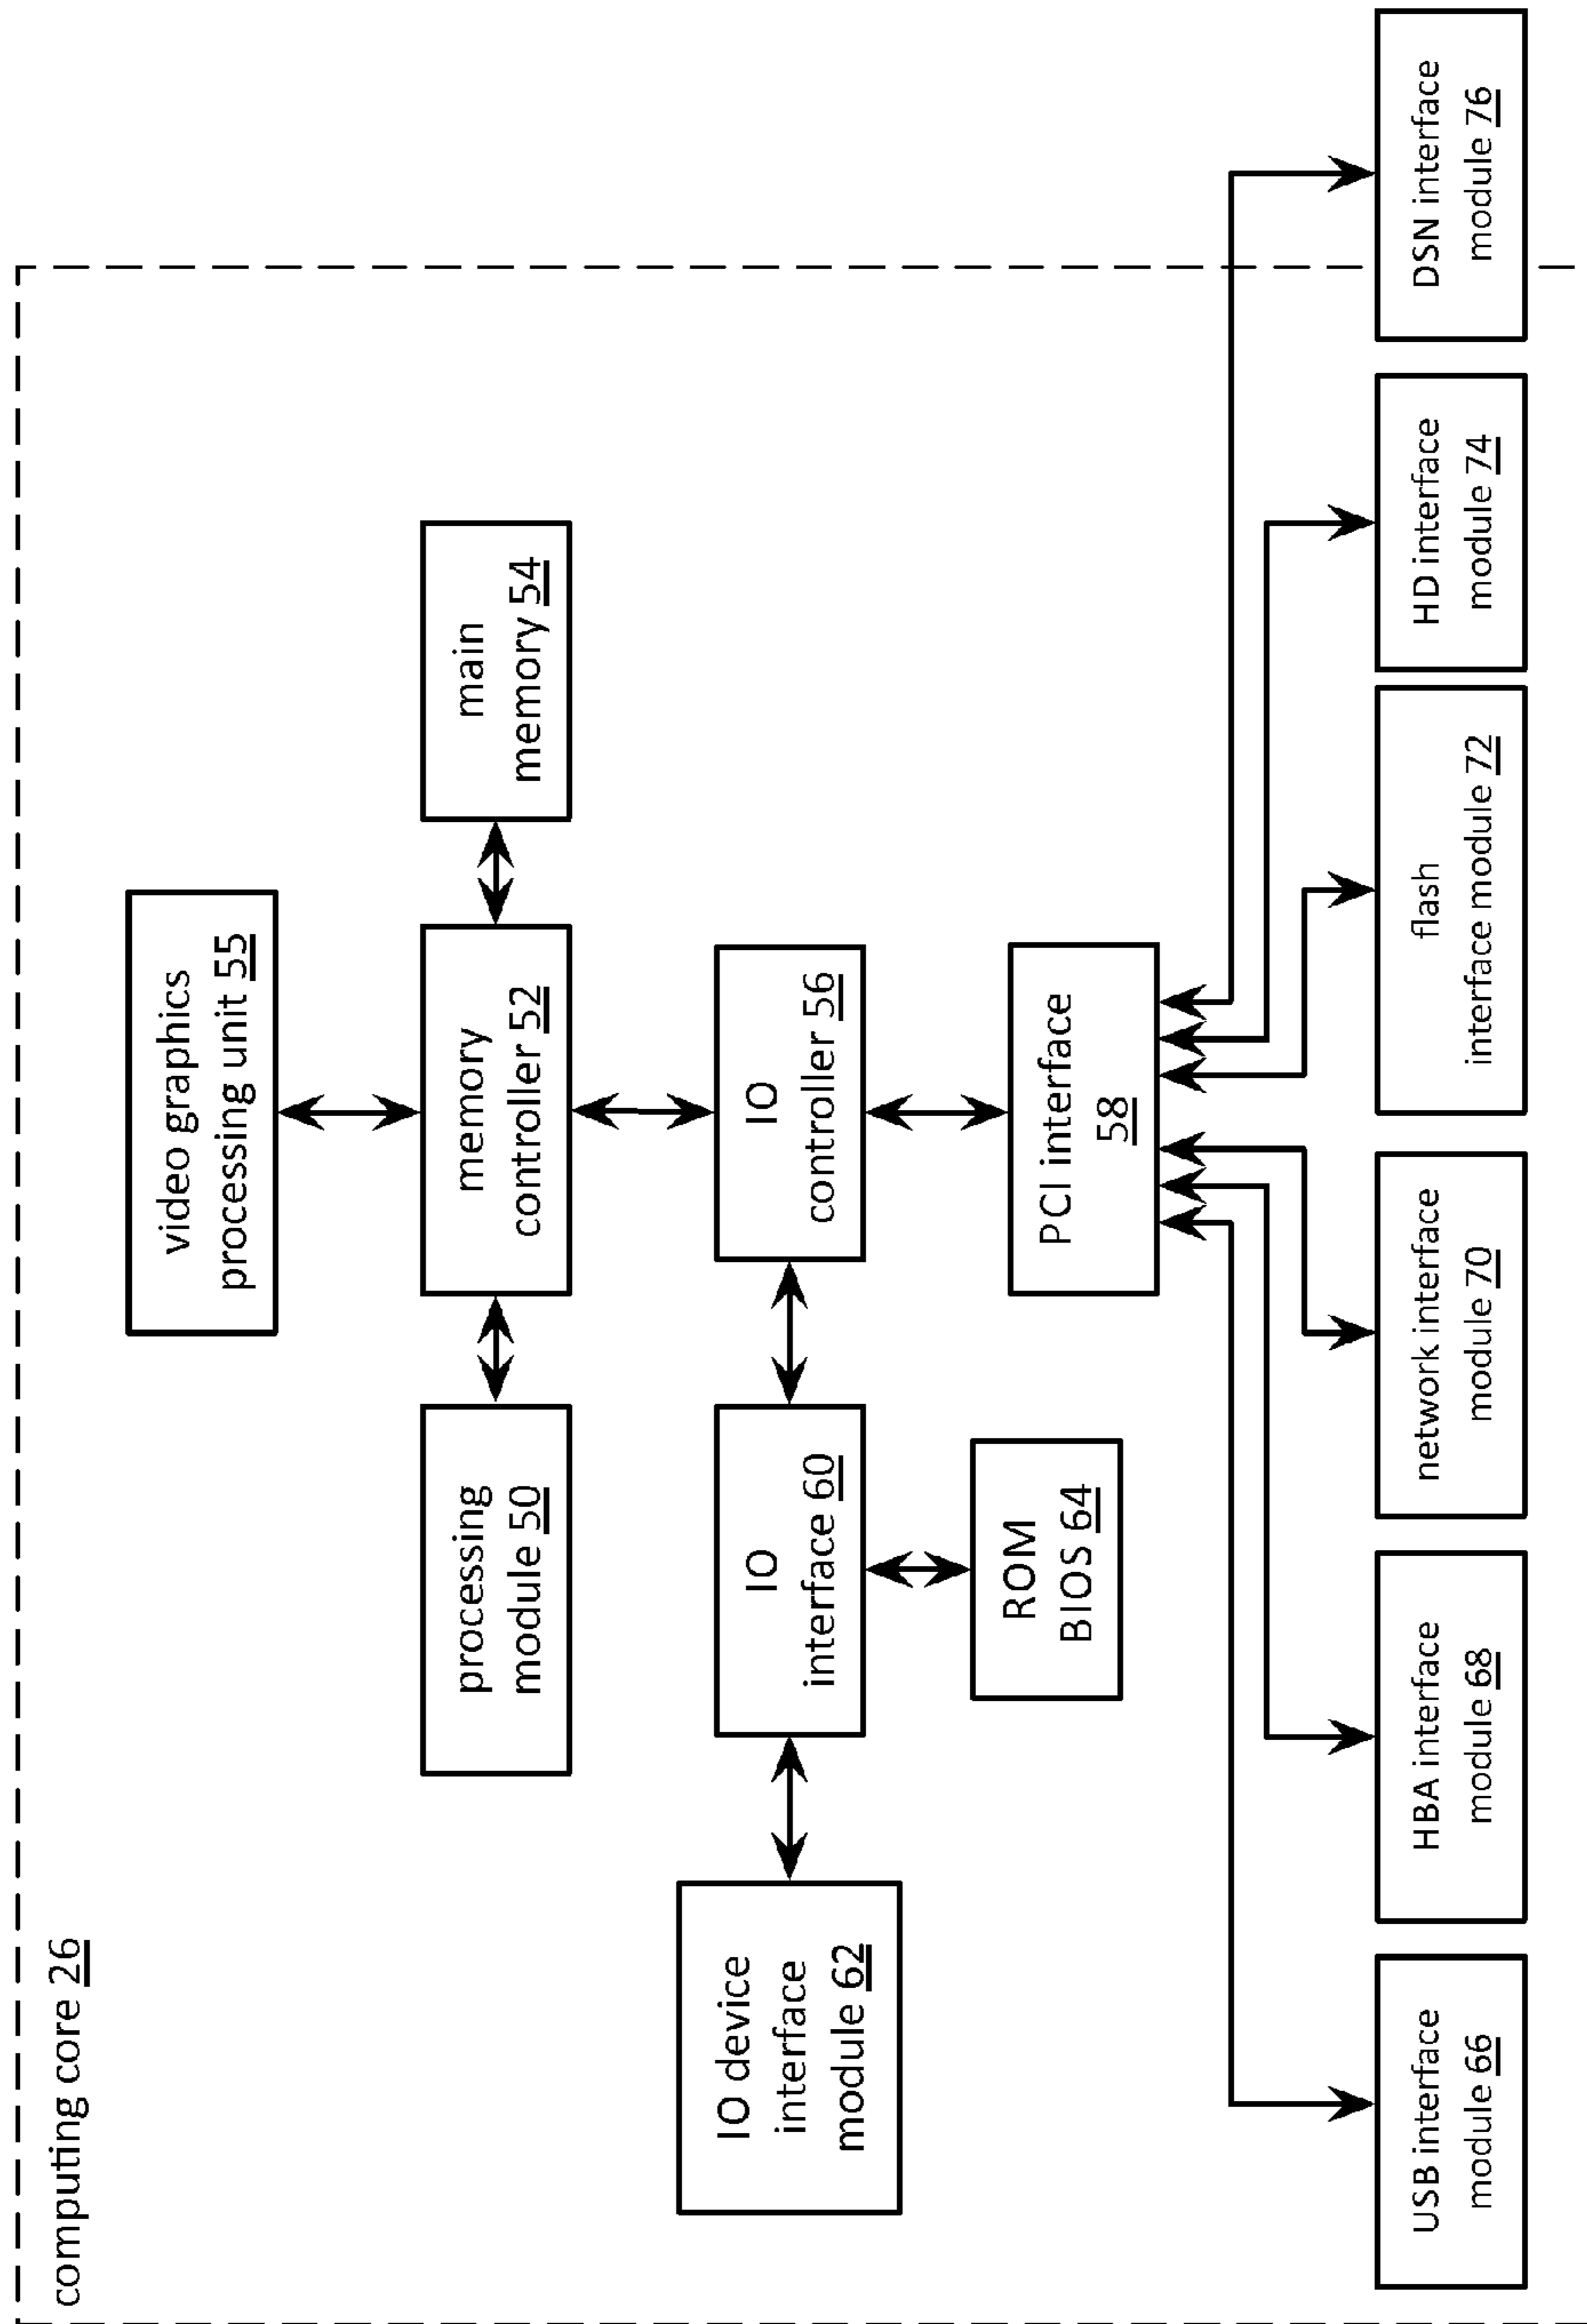 computing core 26
video graphics
processing unit 55
processing
module 50
memory
controller 52
main
memory 54
IO device
interface
module 62
IO
interface 60
IO
controller 56
ROM
BIOS 64
PCI interface
58
USB interface
module 66
HBA interface
module 68
network interface
module 70
flash
interface module 72
HD interface
module 74
DSN interface
module 76